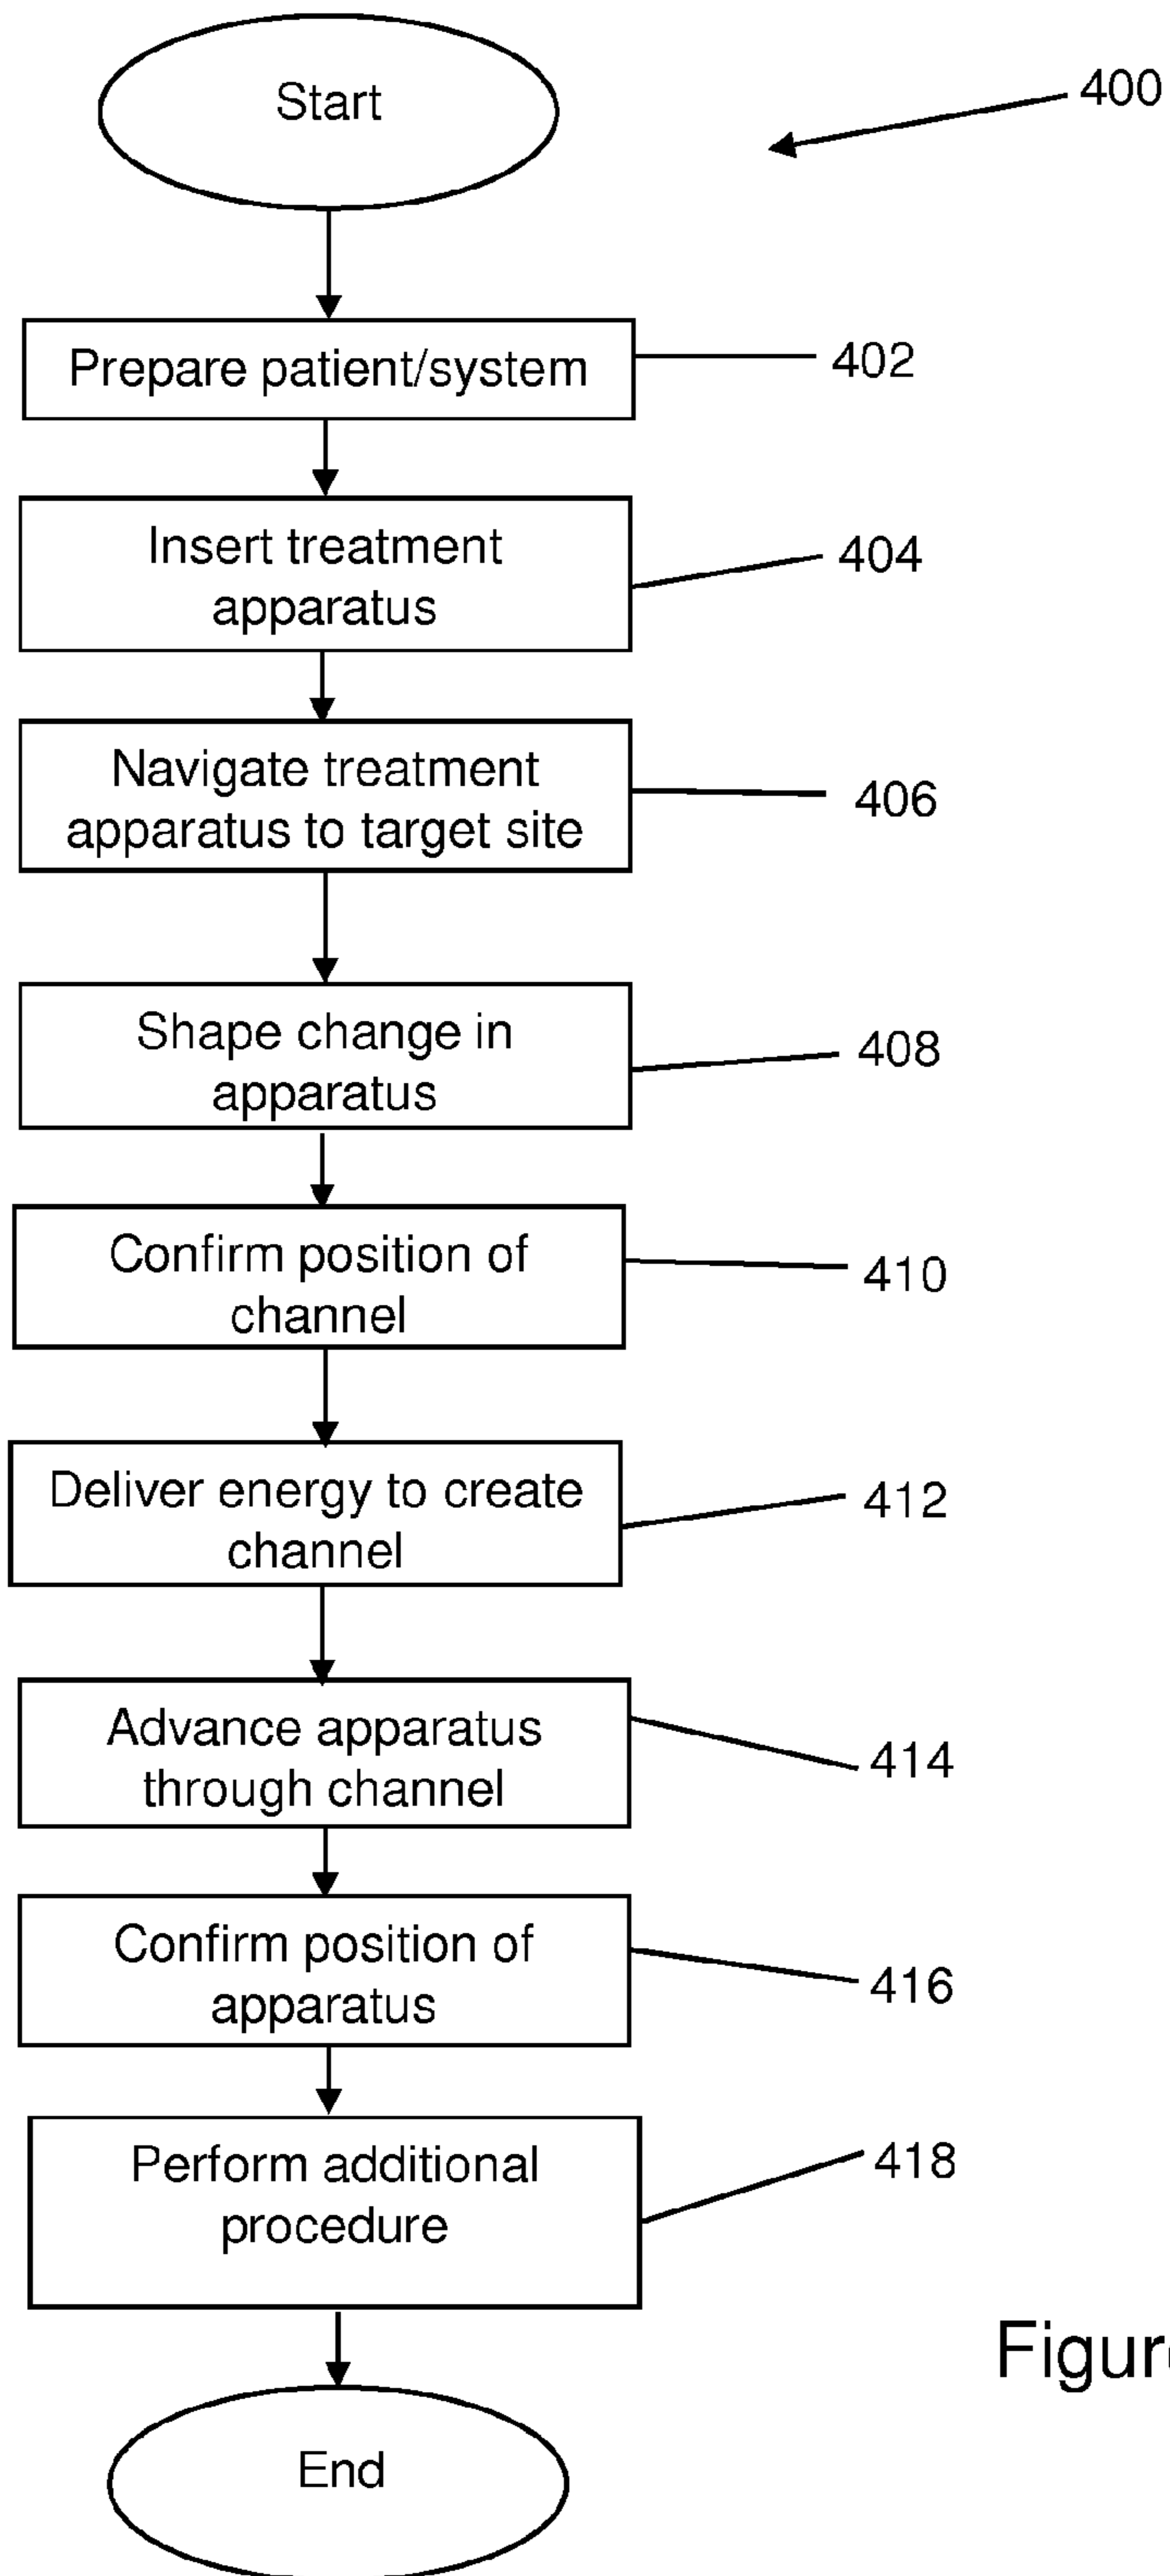 Start
400
Prepare patient/system
402
Insert treatment
apparatus
404
Navigate treatment
apparatus to target site
406
Shape change in
apparatus
408
Confirm position of
channel
410
Deliver energy to create
channel
412
Advance apparatus
through channel
414
Confirm position of
apparatus
416
Perform additional
procedure
418
End